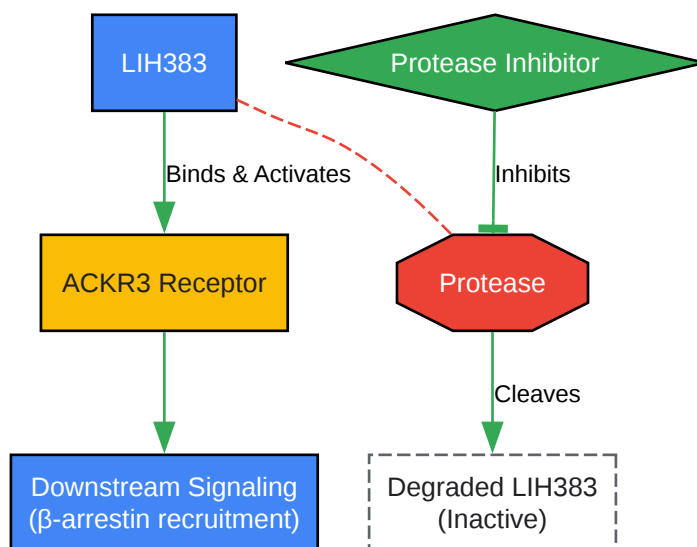 LIH383
Protease Inhibitor
Binds & Activates
Inhibits
ACKR3 Receptor
Protease
Cleaves
Downstream Signaling
(β-arrestin recruitment)
Degraded LIH383
(Inactive)